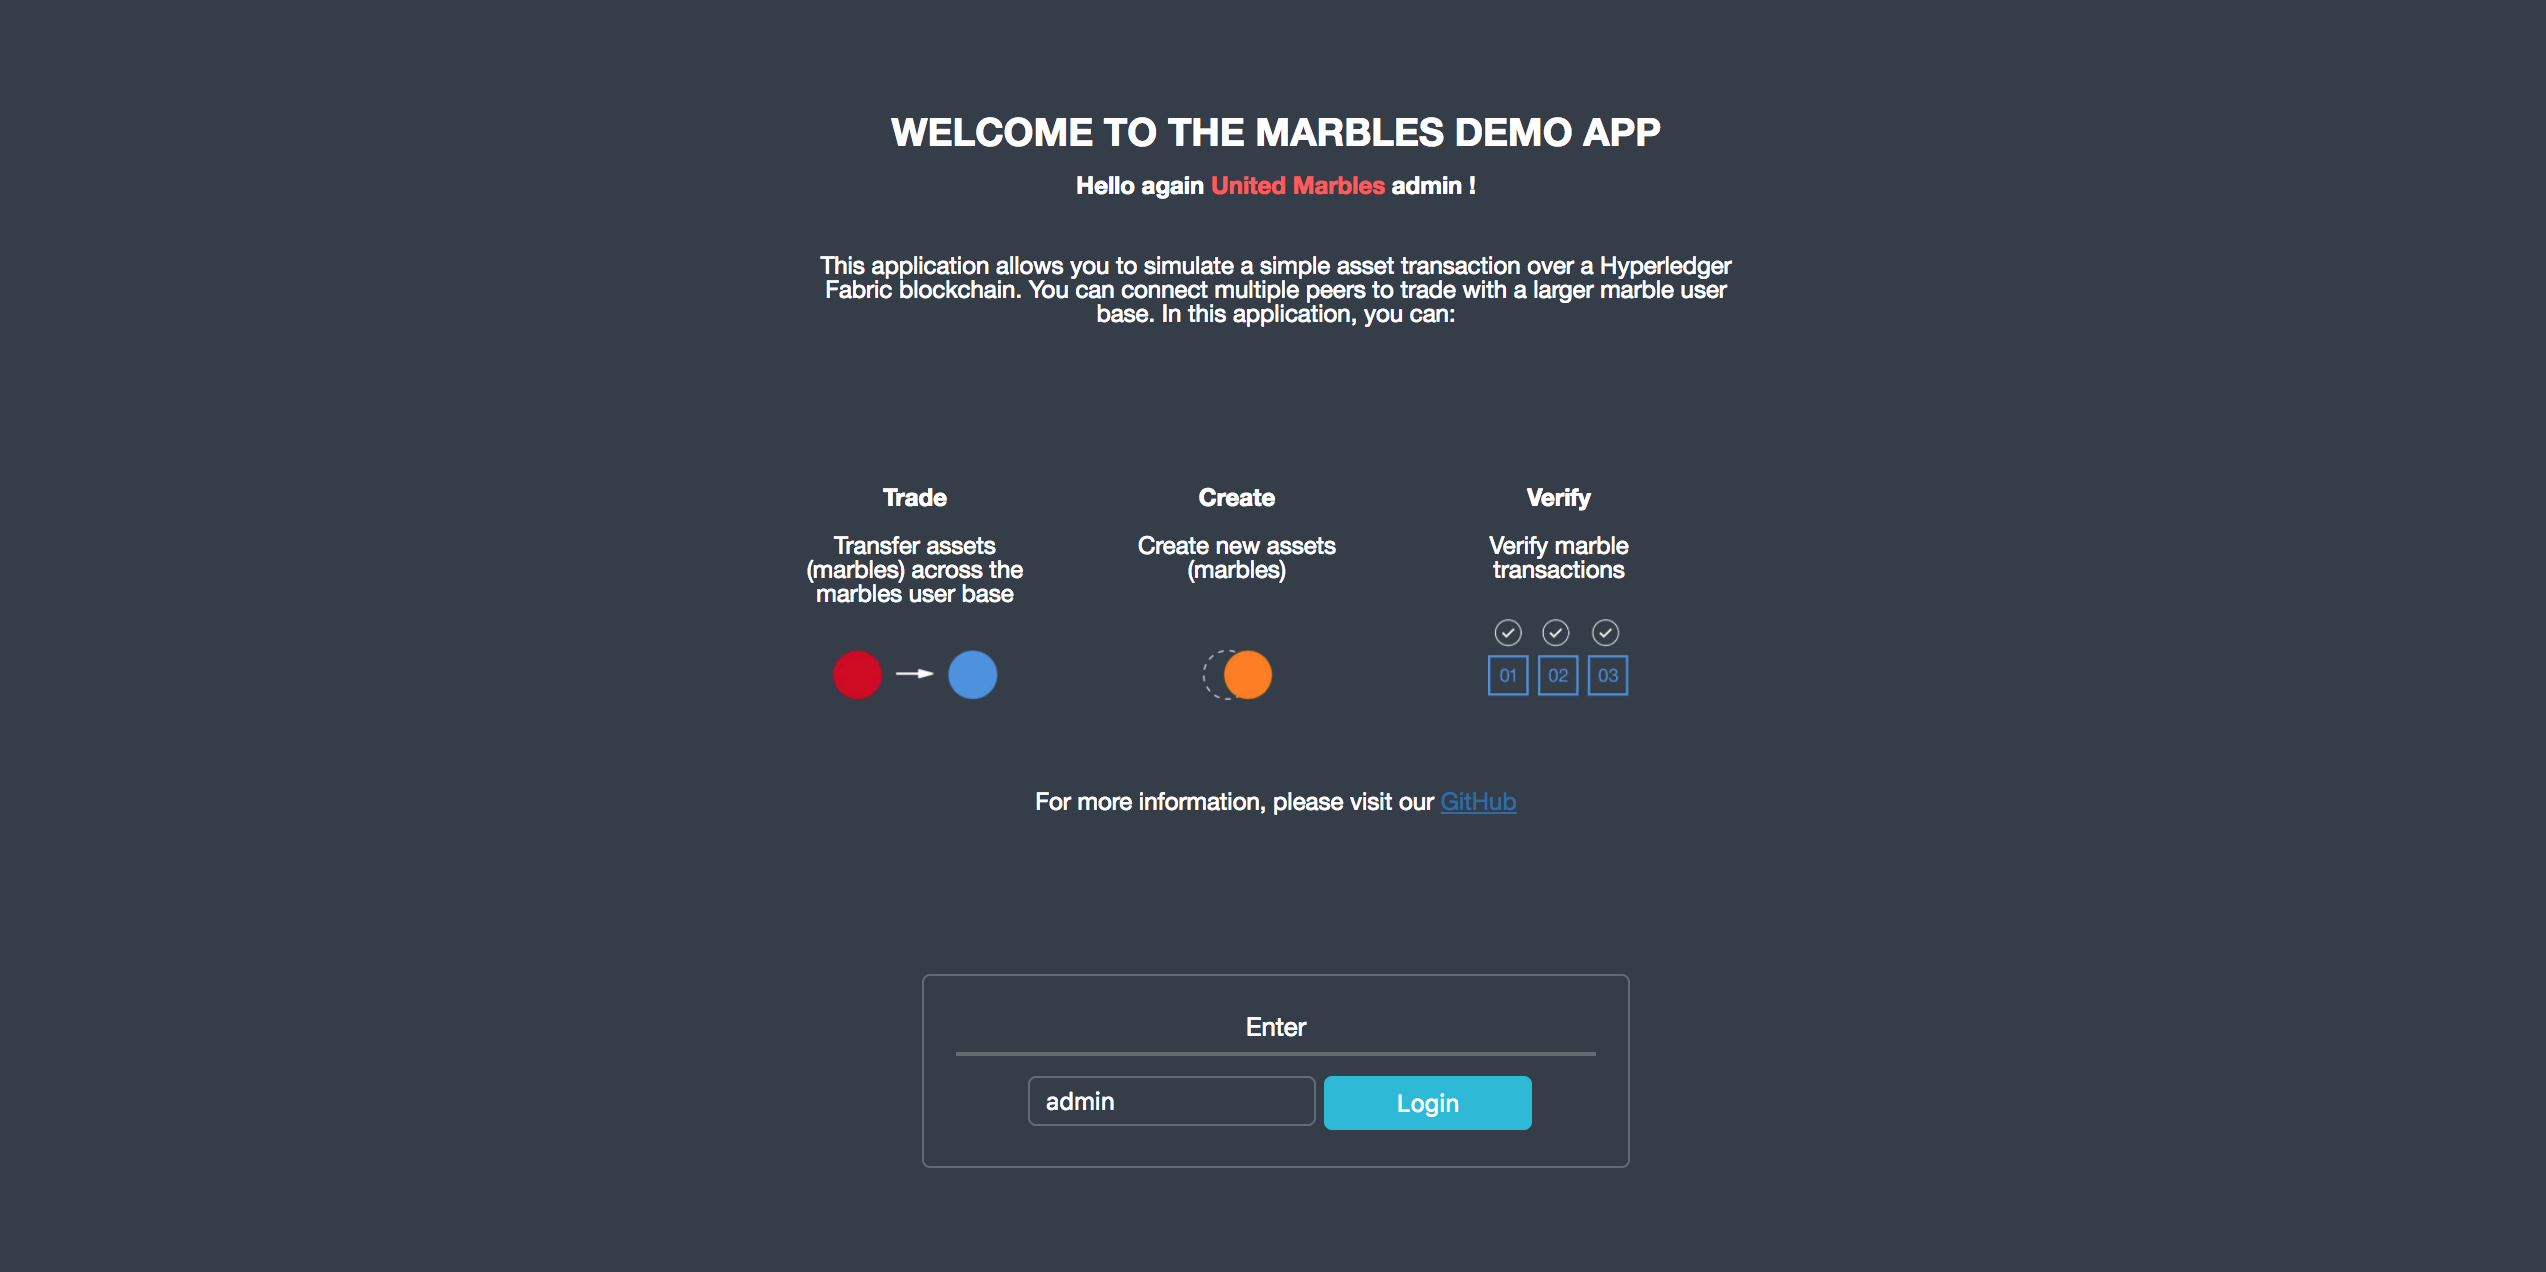 WELCOME TO THE MARBLES DEMO APP
Hello again United Marbles admin !
This application allows you to simulate a simple asset transaction over a Hyperledger
Fabric blockchain. You can connect multiple peers to trade with a larger marble user
base. In this application, you can:
Trade
Transfer assets
(marbles) across the
marbles user base
Create
Create new assets
(marbles)
Verify
Verify marble
transactions
01 02 03
For more information, please visit our GitHub
Enter
admin
Login